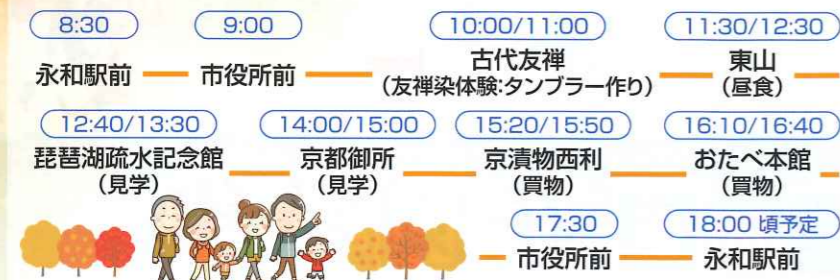 8:30 9:00 10:00/11:00 11:30/12:30
永和駅前 市役所前 古代友禅 東山
(友禅染体験:タンブラー作り) (昼食)
12:40/13:30 14:00/15:00 15:20/15:50 16:10/16:40
琵琶湖疏水記念館 京都御所 京漬物西利 おたべ本館
(見学) (見学) (買物) (買物)
17:30 18:00 頃予定
市役所前 永和駅前